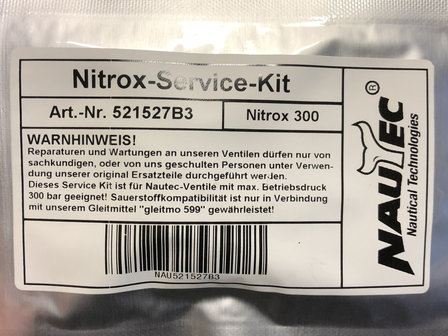 Nitrox-Service-Kit
Art.-Nr. 521527B3
Nitrox 300
WARNHINWEIS!
Reparaturen und Wartungen an unseren Ventilen dürfen nur von
sachkundigen, oder von uns geschulten Personen unter Verwen-
dung unserer original Ersatzteile durchgeführt werden.
Dieses Service Kit ist für Nautec-Ventile mit max. Betriebsdruck
300 bar geeignet! Sauerstoffkompatibilität ist nur in Verbindung
mit unserem Gleitmittel "gleitmo 599" gewährleistet!
NAU521527B3
NAUTEC®
Nautical Technologies